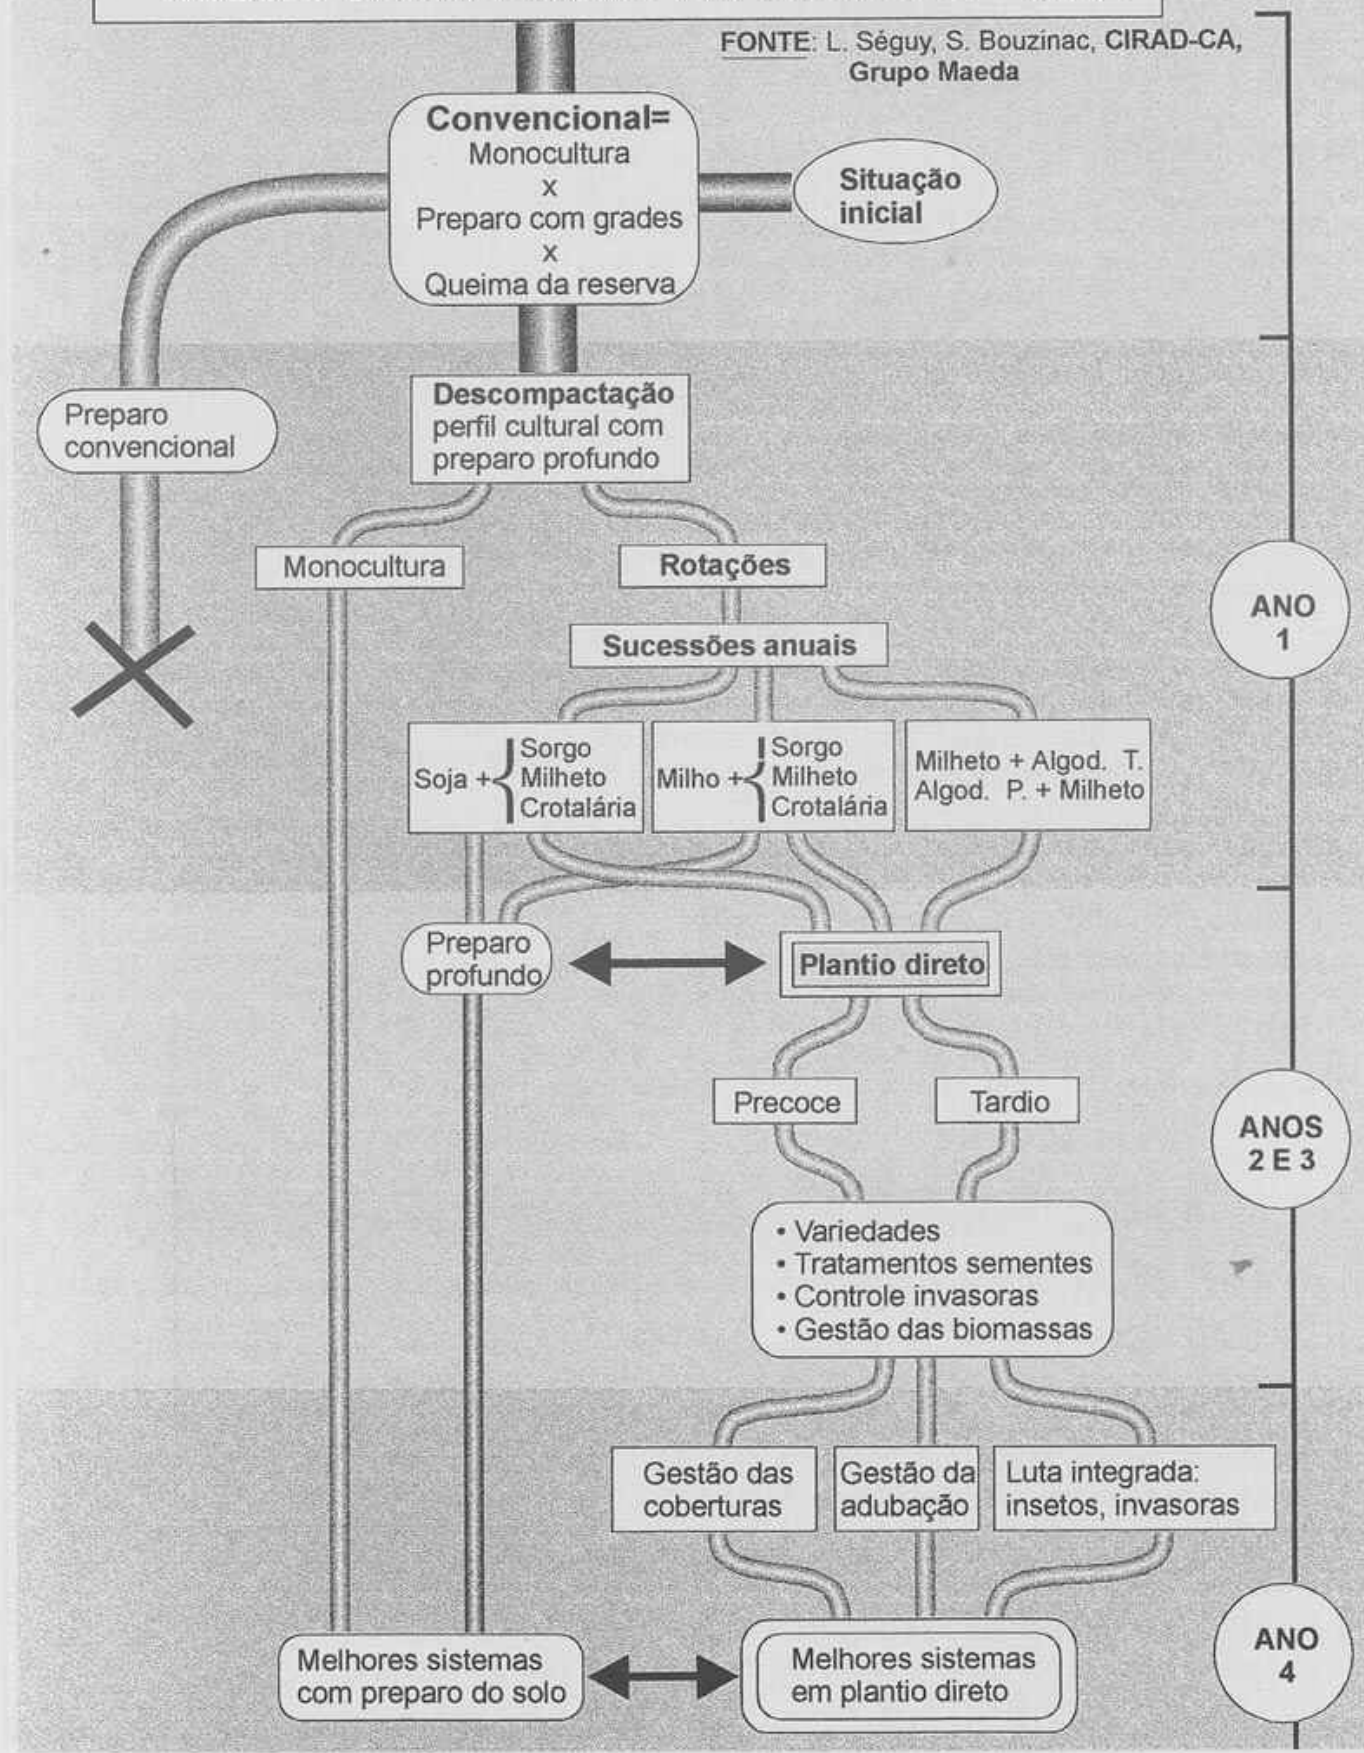 FONTE: L. Séguy, S. Bouzinac, CIRAD-CA,
Grupo Maeda
Convencional=
Monocultura
x
Preparo com grades
x
Queima da reserva
Situação
inicial
Preparo
convencional
Descompactação
perfil cultural com
preparo profundo
Monocultura
Rotações
ANO
1
Sucessões anuais
Soja +
Sorgo
Milheto
Crotalária
Milho +
Sorgo
Milheto
Crotalária
Milheto + Algod. T.
Algod. P. + Milheto
Preparo
profundo
Plantio direto
Precoce
Tardio
ANOS
2 E 3
• Variedades
• Tratamentos sementes
• Controle invasoras
• Gestão das biomassas
Gestão das
coberturas
Gestão da
adubação
Luta integrada:
insetos, invasoras
Melhores sistemas
com preparo do solo
Melhores sistemas
em plantio direto
ANO
4